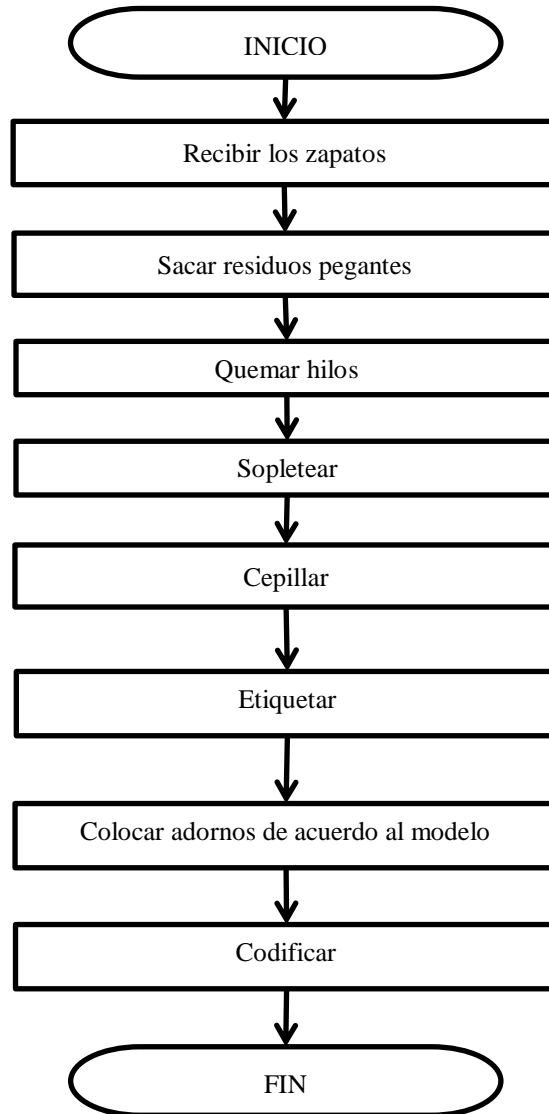 INICIO
Recibir los zapatos
Sacar residuos pegantes
Quemar hilos
Sopletear
Cepillar
Etiquetar
Colocar adornos de acuerdo al modelo
Codificar
FIN